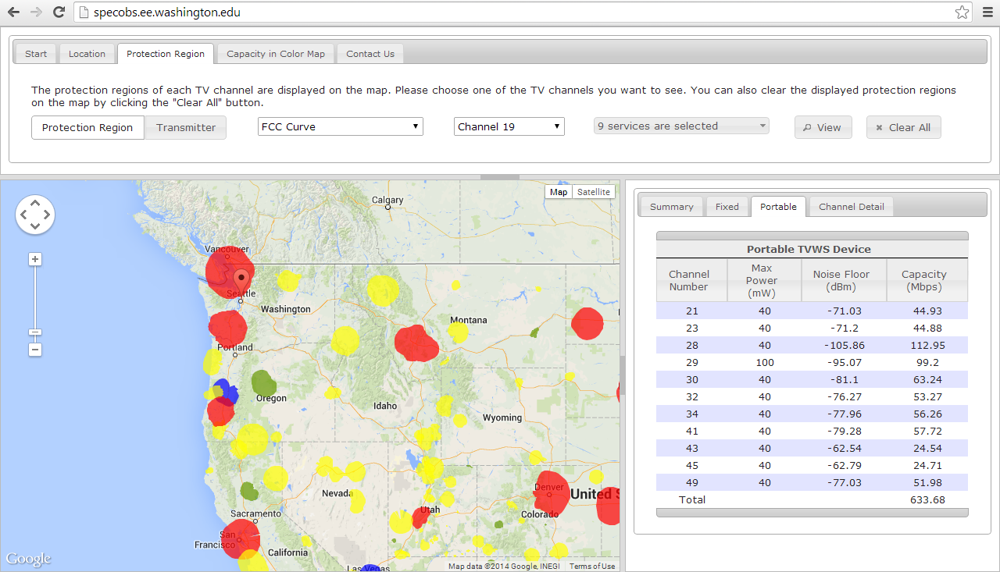 specobs.ee.washington.edu
Start Location Protection Region Capacity in Color Map Contact Us
The protection regions of each TV channel are displayed on the map. Please choose one of the TV channels you want to see. You can also clear the displayed protection regions
on the map by clicking the "Clear All" button.
Protection Region Transmitter FCC Curve Channel 19 9 services are selected View Clear All
Map Satellite
Calgary
Vancouver
Seattle
Washington
Montana
Portland
Oregon
Idaho
Wyoming
Nevada
Denver
United S
Utah
Colorado
Sacramento
San
Francisco
California
Las Vegas
Google
Map data ©2014 Google, INEGI Terms of Use
Summary Fixed Portable Channel Detail
Portable TVWS Device
Channel
Number
Max
Power
(mW)
Noise Floor
(dBm)
Capacity
(Mbps)
21 40 -71.03 44.93
23 40 -71.2 44.88
28 40 -105.86 112.95
29 100 -95.07 99.2
30 40 -81.1 63.24
32 40 -76.27 53.27
34 40 -77.96 56.26
41 40 -79.28 57.72
43 40 -62.54 24.54
45 40 -62.79 24.71
49 40 -77.03 51.98
Total 633.68